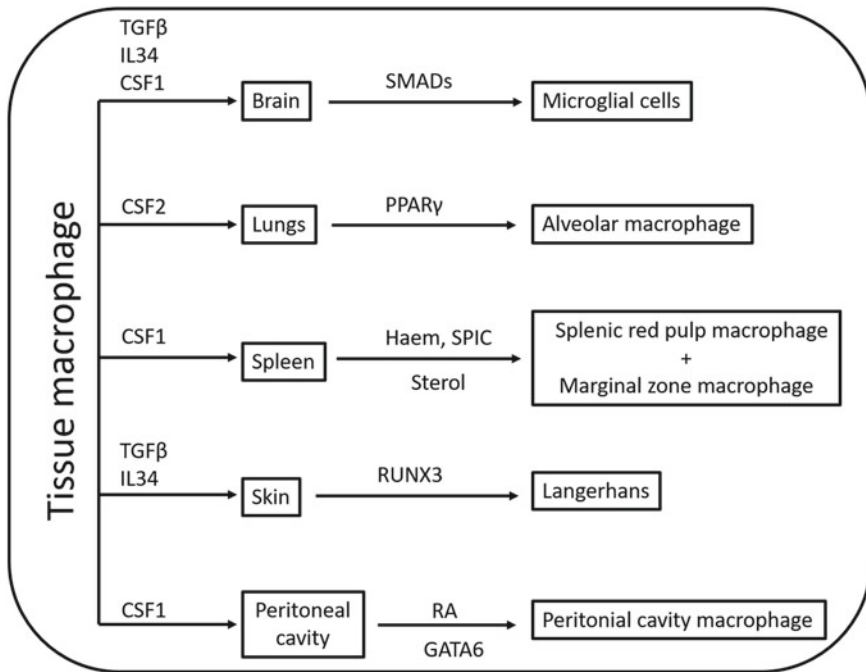 Tissue macrophage
TGFβ
IL34
CSF1
Brain
SMADs
Microglial cells
CSF2
Lungs
PPARγ
Alveolar macrophage
CSF1
Spleen
Haem, SPIC
Sterol
Splenic red pulp macrophage
+
Marginal zone macrophage
TGFβ
IL34
Skin
RUNX3
Langerhans
CSF1
Peritoneal
cavity
RA
GATA6
Peritonial cavity macrophage